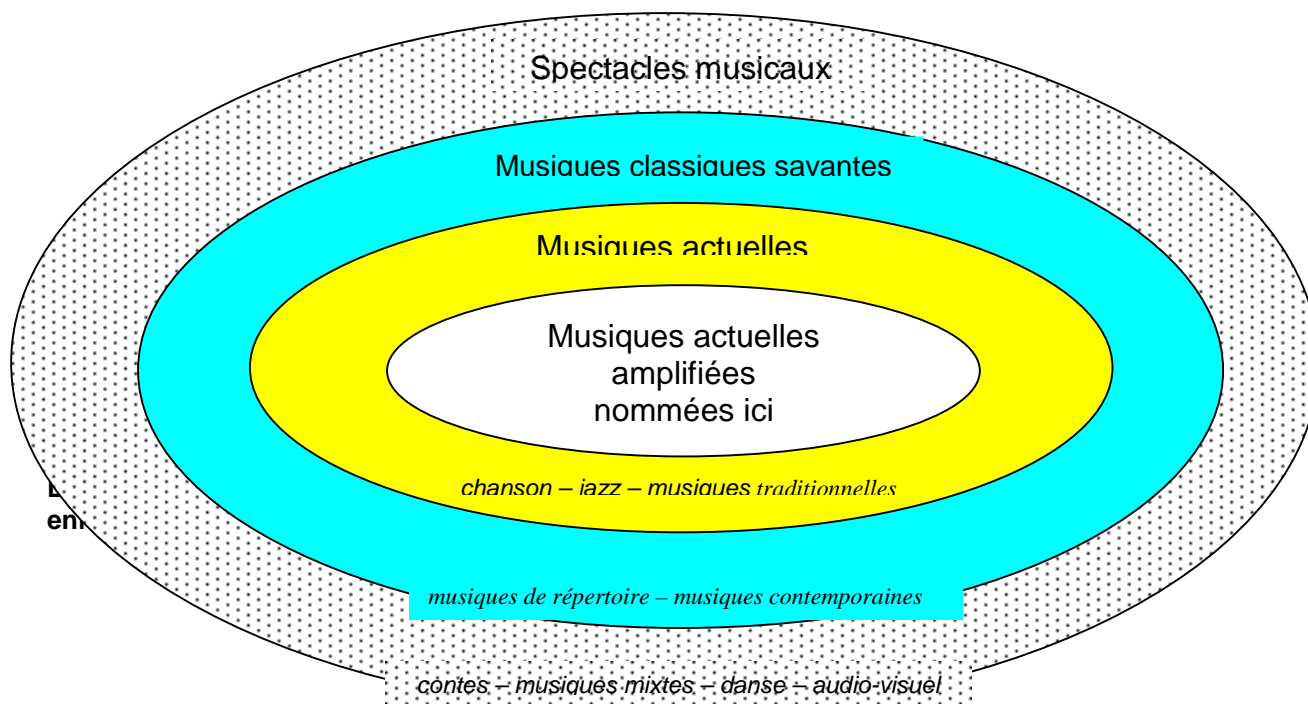 Spectacles musicaux
Musiques classiques savantes
Musiques actuelles
Musiques actuelles
amplifiées
nommées ici
chanson – jazz – musiques traditionnelles
musiques de répertoire – musiques contemporaines
contes – musiques mixtes – danse – audio-visuel